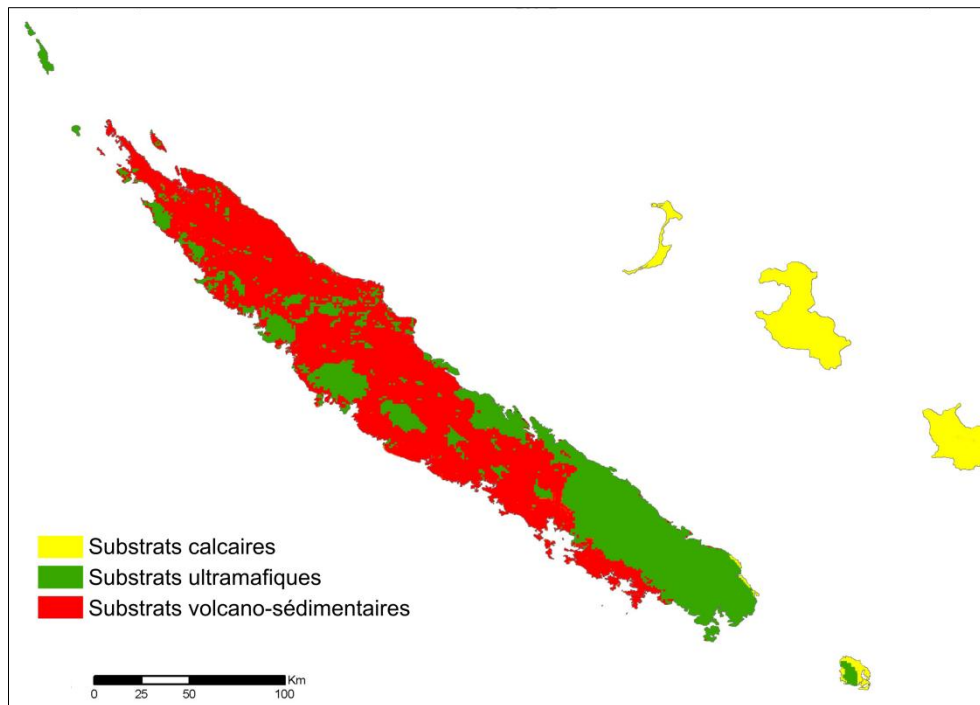 Substrats calcaires
Substrats ultramafiques
Substrats volcano-sédimentaires
Km
0 25 50 100